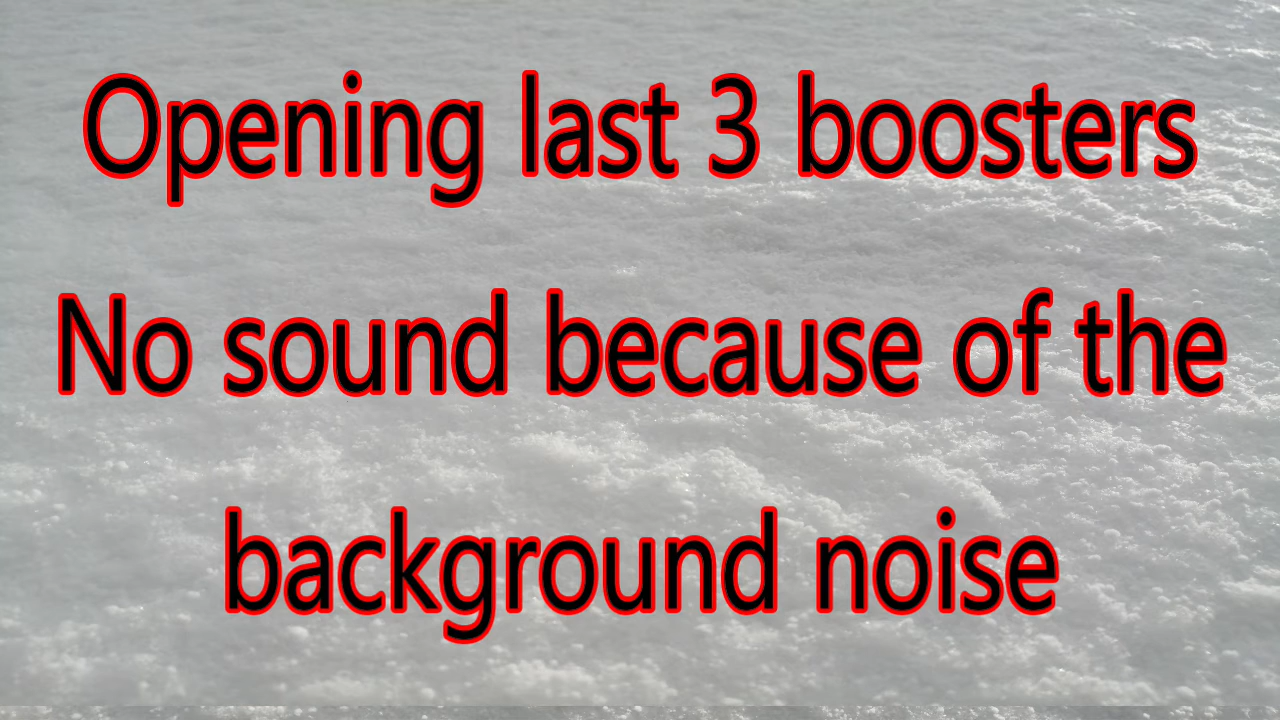 Opening last 3 boosters
No sound because of the
background noise